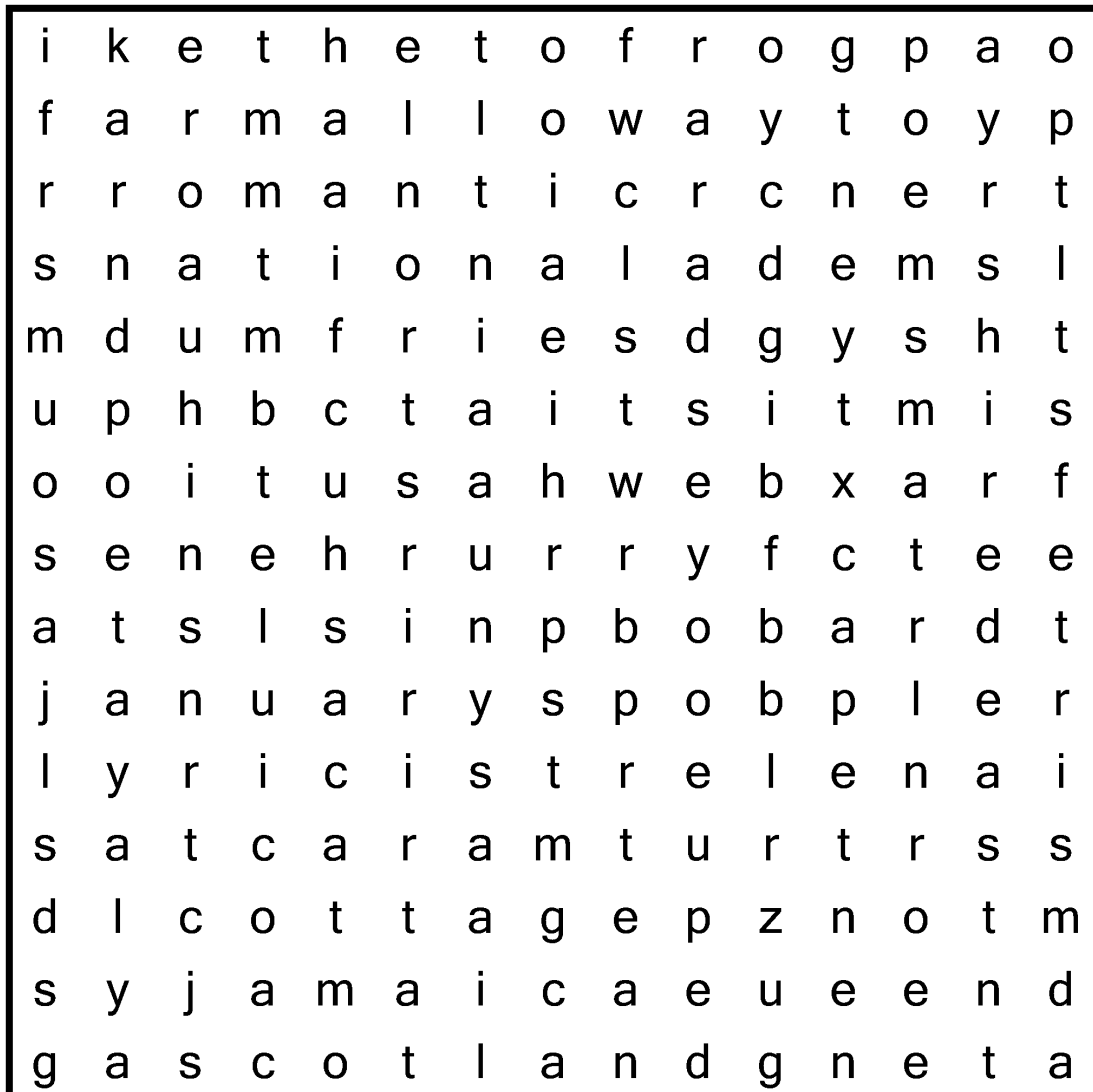 i k e t h e t o f r o g p a o
f a r m a l l o w a y t o y p
r r o m a n t i c r c n e r t
s n a t i o n a l a d e m s l
m d u m f r i e s d g y s h t
u p h b c t a i t s i t m i s
o o i t u s a h w e b x a r f
s e n e h r u r r y f c t e e
a t s l s i n p b o b a r d t
j a n u a r y s p o b p l e r
l y r i c i s t r e l e n a i
s a t c a r a m t u r t r s s
d l c o t t a g e p z n o t m
s y j a m a i c a e u e e n d
g a s c o t l a n d g n e t a